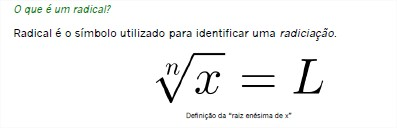 O que é um radical?
Radical é o símbolo utilizado para identificar uma radiciação.
ⁿ√x = L
Definição da "raiz enésima de x"